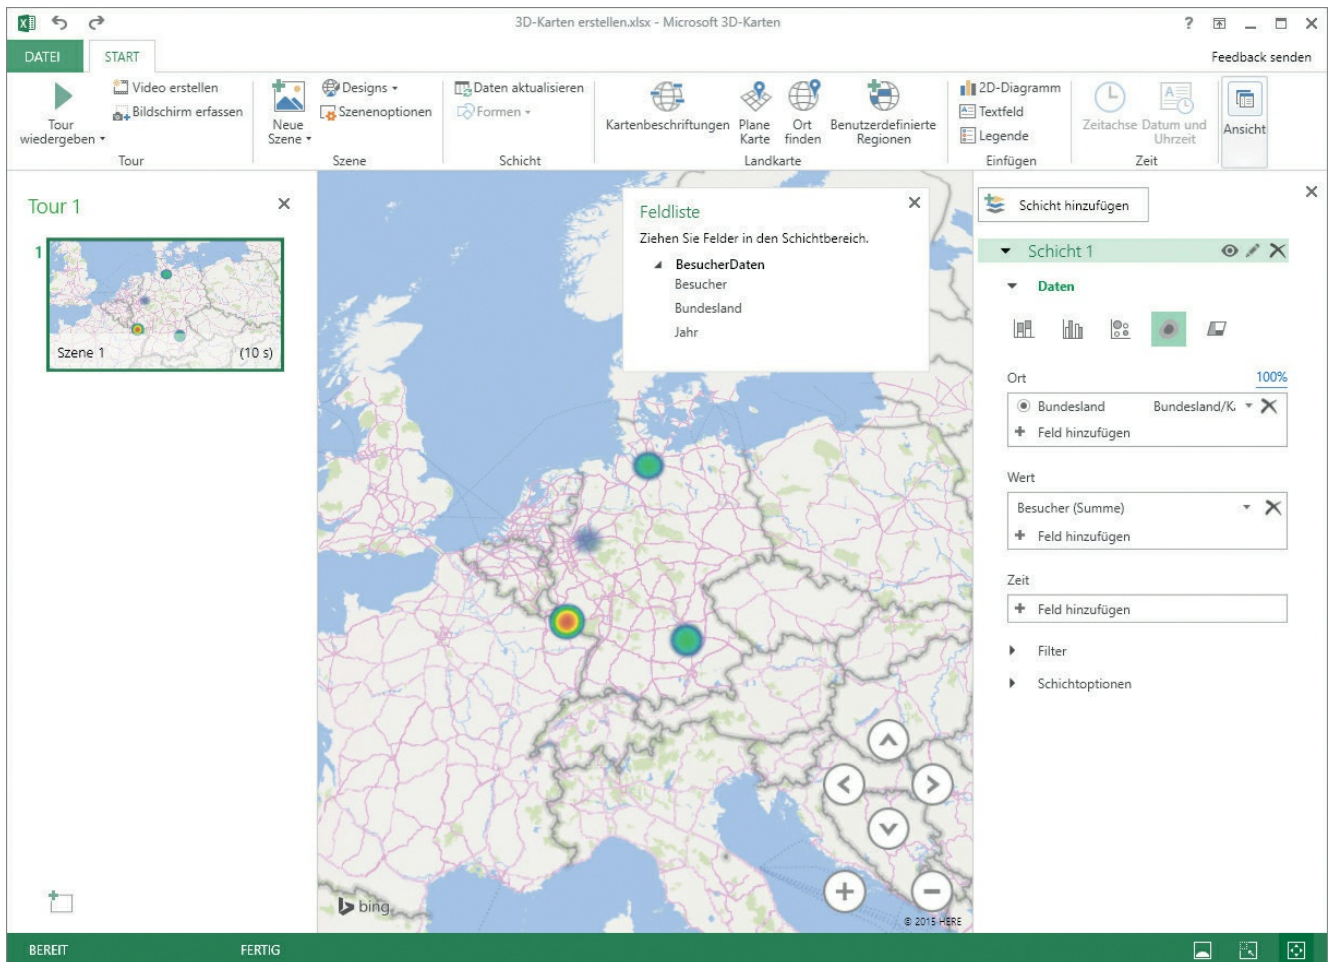 3D-Karten erstellen.xlsx - Microsoft 3D-Karten
?
DATEI
START
Feedback senden
Tour wiedergeben
Video erstellen
Bildschirm erfassen
Tour
Neue Szene
Designs
Szenenoptionen
Szene
Daten aktualisieren
Formen
Schicht
Kartenbeschriftungen
Plane Karte
Ort finden
Benutzerdefinierte Regionen
Landkarte
2D-Diagramm
Textfeld
Legende
Einfügen
Zeitachse
Datum und Uhrzeit
Zeit
Ansicht
Tour 1
1
Szene 1
(10 s)
Feldliste
Ziehen Sie Felder in den Schichtbereich.
BesucherDaten
Besucher
Bundesland
Jahr
bing
© 2015 HERE
Schicht hinzufügen
Schicht 1
Daten
Ort
100%
Bundesland
Bundesland/K
Feld hinzufügen
Wert
Besucher (Summe)
Feld hinzufügen
Zeit
Feld hinzufügen
Filter
Schichtoptionen
BEREIT
FERTIG